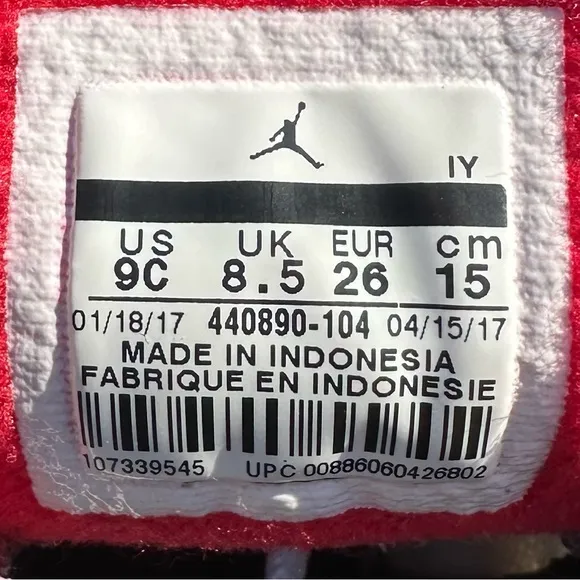 IY
US UK EUR cm
9C 8.5 26 15
01/18/17 440890-104 04/15/17
MADE IN INDONESIA
FABRIQUE EN INDONESIE
107339545 UPC 00886060426802